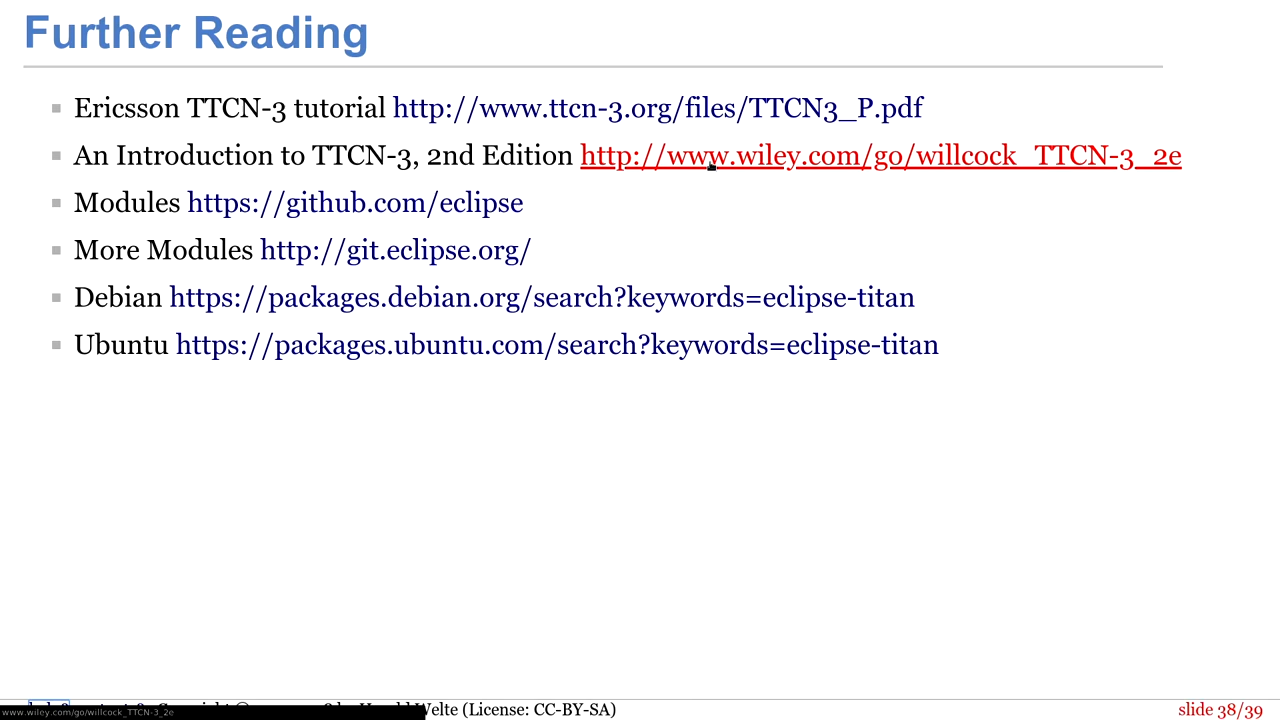 Further Reading
Ericsson TTCN-3 tutorial http://www.ttcn-3.org/files/TTCN3_P.pdf
An Introduction to TTCN-3, 2nd Edition http://www.wiley.com/go/willcock_TTCN-3_2e
Modules https://github.com/eclipse
More Modules http://git.eclipse.org/
Debian https://packages.debian.org/search?keywords=eclipse-titan
Ubuntu https://packages.ubuntu.com/search?keywords=eclipse-titan
Welte (License: CC-BY-SA)
slide 38/39
www.wiley.com/go/willcock_TTCN-3_2e